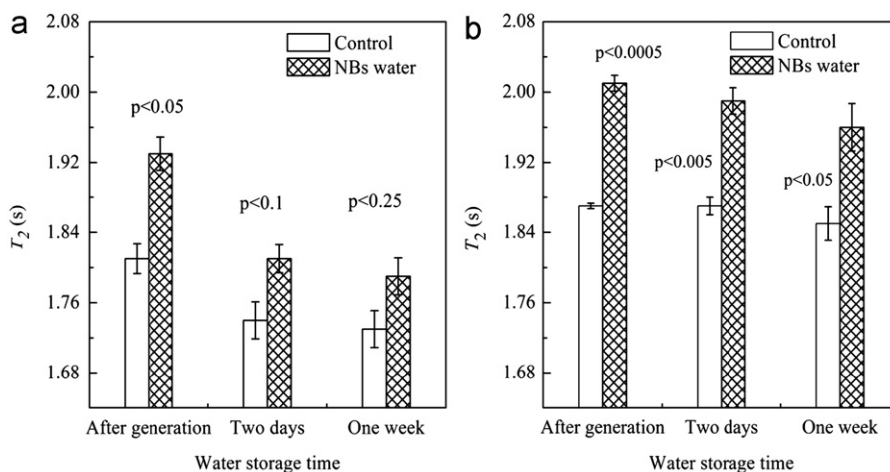 a
2.08
2.00
1.92
1.84
1.76
1.68
T2 (s)
Control
NBs water
p<0.05
p<0.1
p<0.25
After generation
Two days
One week
Water storage time
b
2.08
2.00
1.92
1.84
1.76
1.68
T2 (s)
Control
NBs water
p<0.0005
p<0.005
p<0.05
After generation
Two days
One week
Water storage time